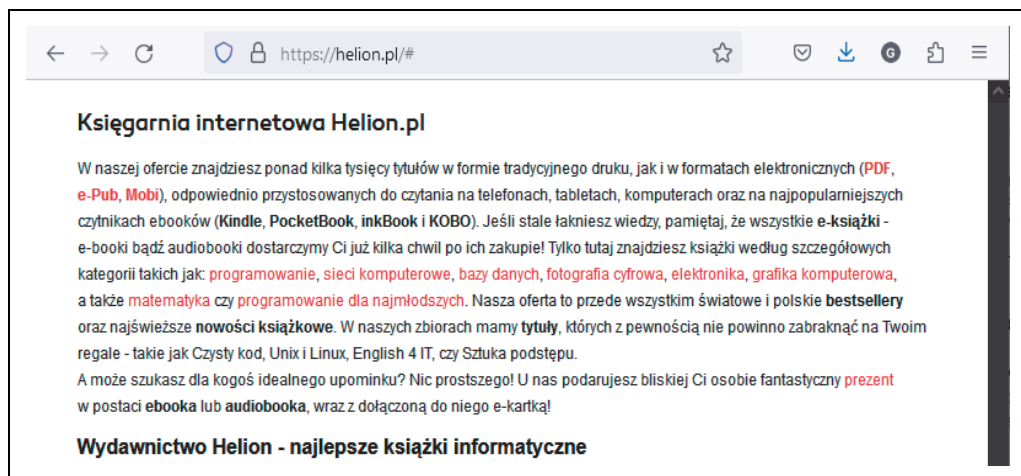 https://helion.pl/#
G
Księgarnia internetowa Helion.pl
W naszej ofercie znajdziesz ponad kilka tysięcy tytułów w formie tradycyjnego druku, jak i w formatach elektronicznych (PDF,
e-Pub, Mobi), odpowiednio przystosowanych do czytania na telefonach, tabletach, komputerach oraz na najpopularniejszych
czytnikach ebooków (Kindle, PocketBook, inkBook i KOBO). Jeśli stale łakniesz wiedzy, pamiętaj, że wszystkie e-książki -
e-booki bądź audiobooki dostarczymy Ci już kilka chwil po ich zakupie! Tylko tutaj znajdziesz książki według szczegółowych
kategorii takich jak: programowanie, sieci komputerowe, bazy danych, fotografia cyfrowa, elektronika, grafika komputerowa,
a także matematyka czy programowanie dla najmłodszych. Nasza oferta to przede wszystkim światowe i polskie bestsellery
oraz najświeższe nowości książkowe. W naszych zbiorach mamy tytuły, których z pewnością nie powinno zabraknąć na Twoim
regale - takie jak Czysty kod, Unix i Linux, English 4 IT, czy Sztuka podstępu.
A może szukasz dla kogoś idealnego upominku? Nic prostszego! U nas podarujesz bliskiej Ci osobie fantastyczny prezent
w postaci ebooka lub audiobooka, wraz z dołączoną do niego e-kartką!
Wydawnictwo Helion - najlepsze książki informatyczne